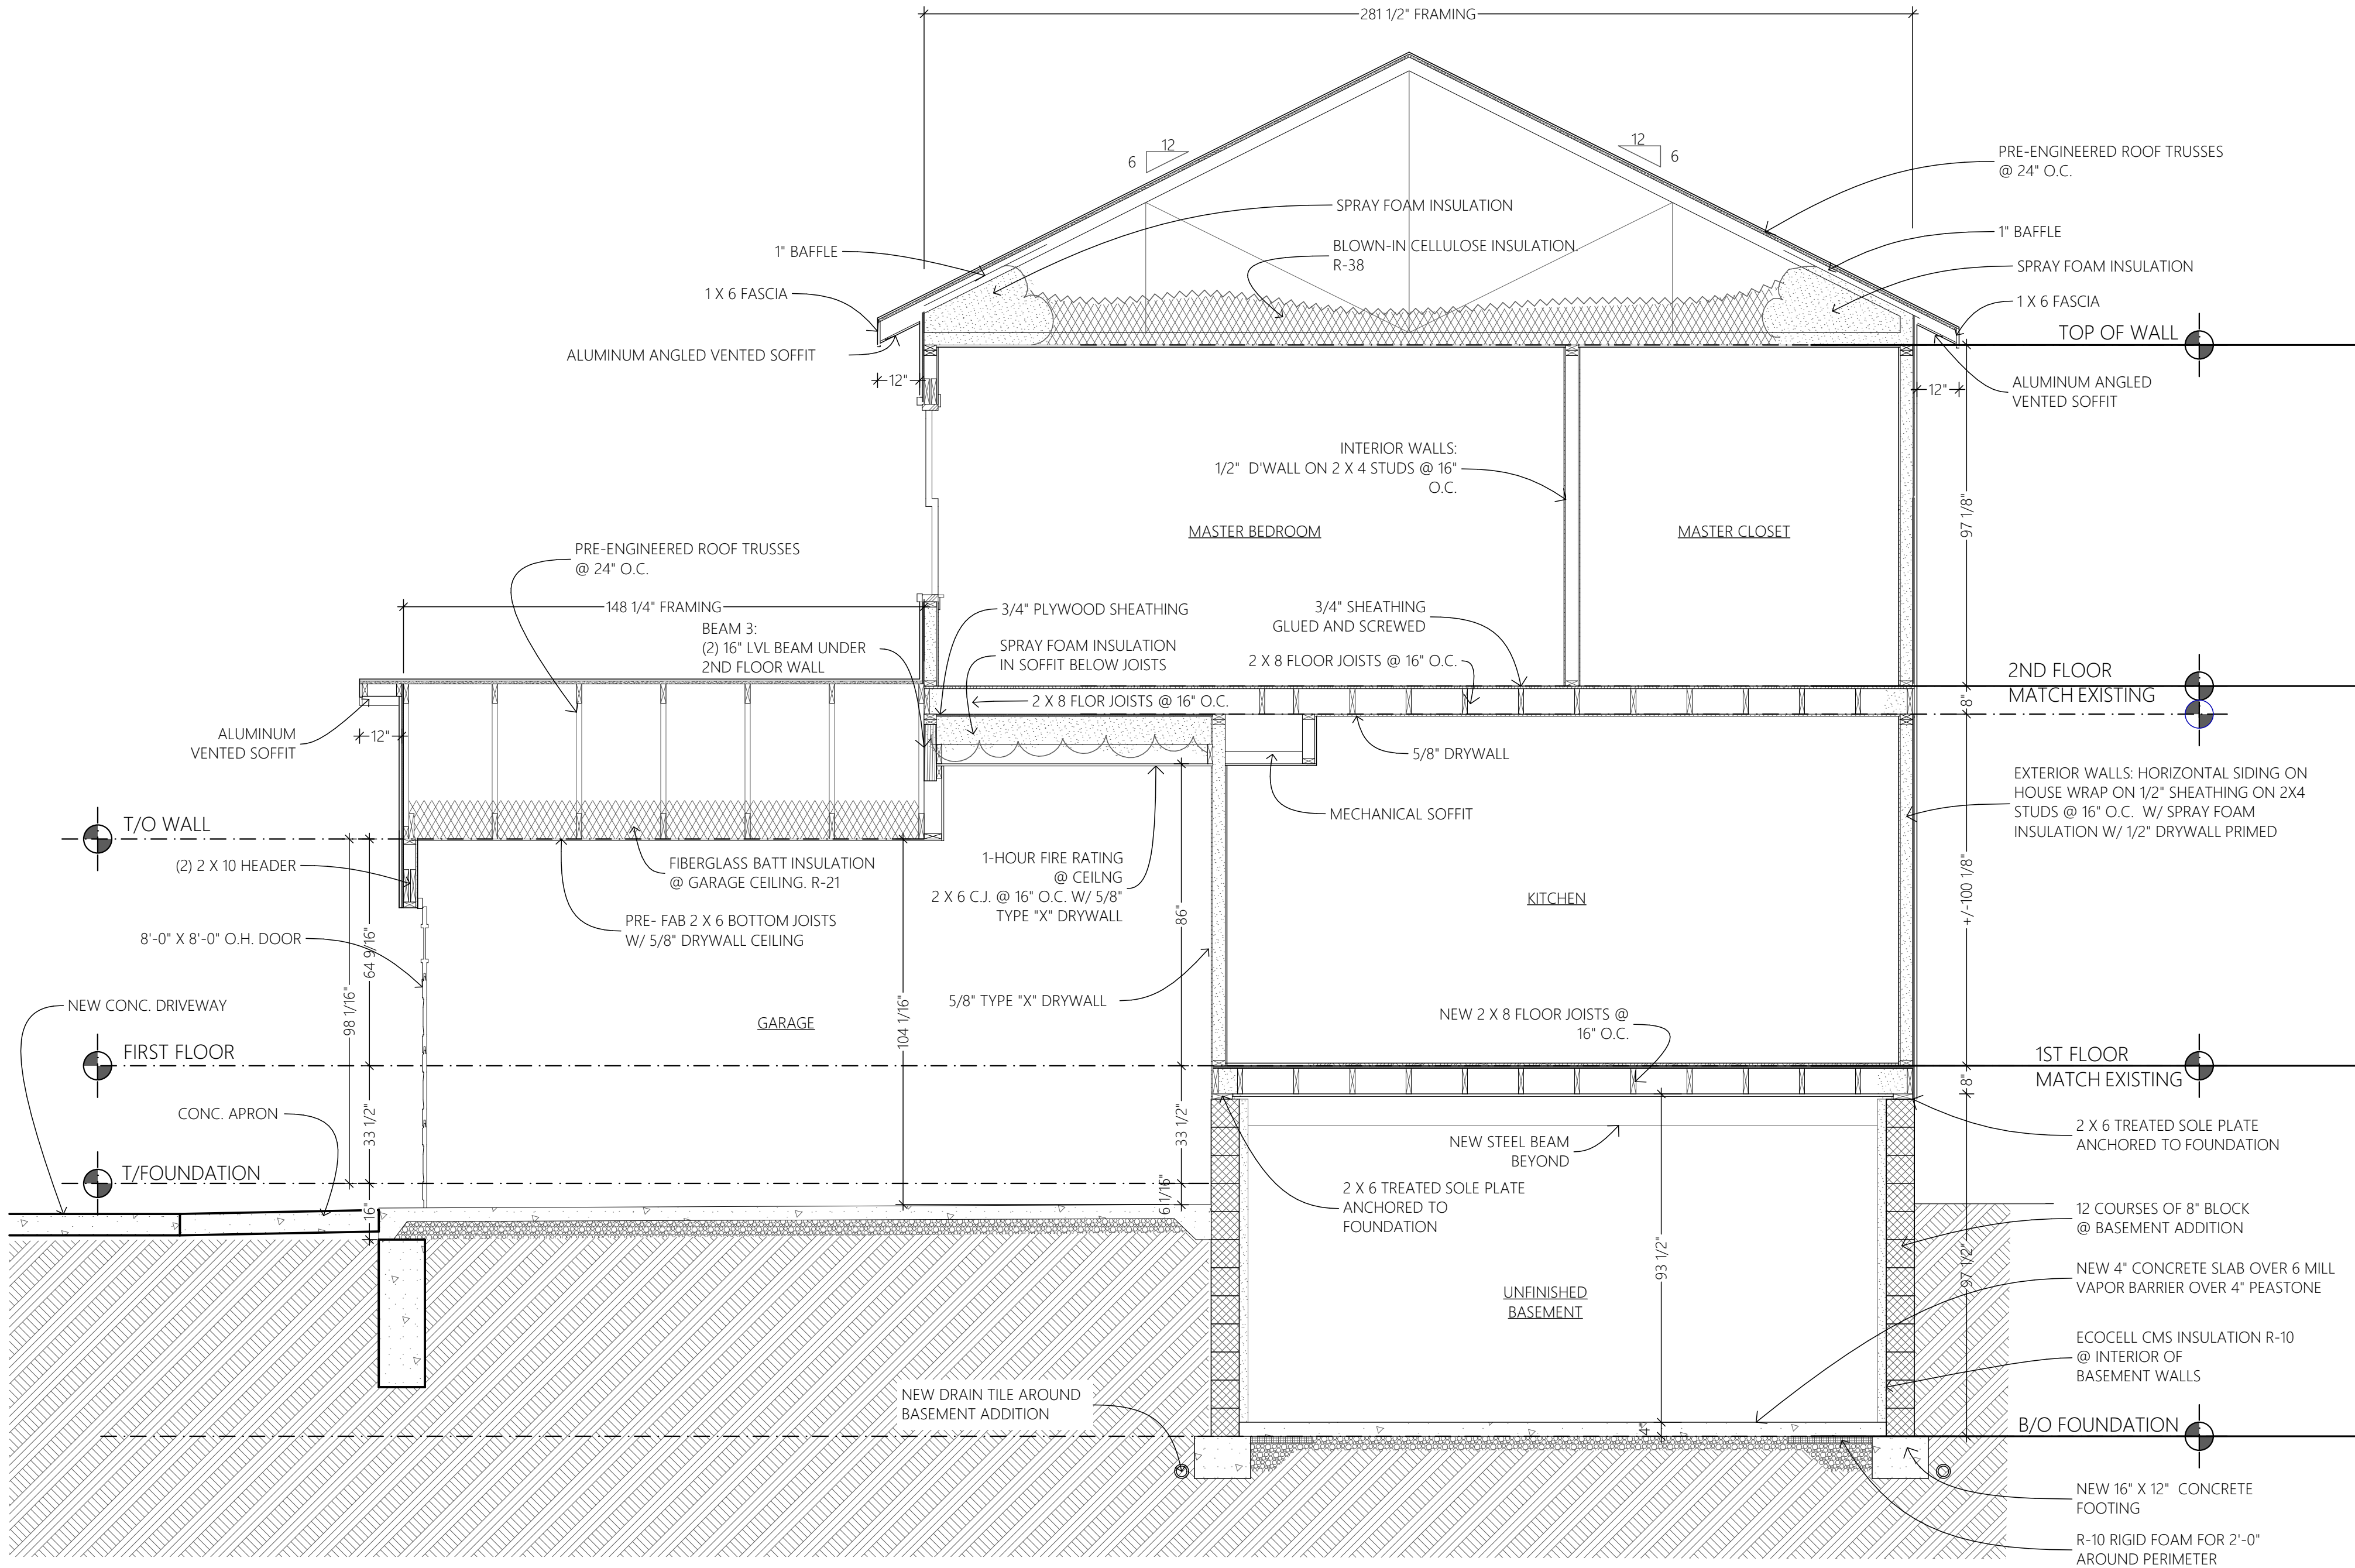 281 1/2" FRAMING
12
6
12
6
PRE-ENGINEERED ROOF TRUSSES
@ 24" O.C.
SPRAY FOAM INSULATION
1" BAFFLE
BLOWN-IN CELLULOSE INSULATION.
R-38
1" BAFFLE
SPRAY FOAM INSULATION
1 X 6 FASCIA
1 X 6 FASCIA
TOP OF WALL
ALUMINUM ANGLED VENTED SOFFIT
12"
12"
ALUMINUM ANGLED
VENTED SOFFIT
INTERIOR WALLS:
1/2"  D'WALL ON 2 X 4 STUDS @ 16"
O.C.
97 1/8"
MASTER BEDROOM
MASTER CLOSET
PRE-ENGINEERED ROOF TRUSSES
@ 24" O.C.
148 1/4" FRAMING
BEAM 3:
(2) 16" LVL BEAM UNDER
2ND FLOOR WALL
3/4" PLYWOOD SHEATHING
3/4" SHEATHING
GLUED AND SCREWED
SPRAY FOAM INSULATION
IN SOFFIT BELOW JOISTS
2 X 8 FLOOR JOISTS @ 16" O.C.
2ND FLOOR
MATCH EXISTING
8"
2 X 8 FLOR JOISTS @ 16" O.C.
ALUMINUM
VENTED SOFFIT
12"
5/8" DRYWALL
EXTERIOR WALLS: HORIZONTAL SIDING ON
HOUSE WRAP ON 1/2" SHEATHING ON 2X4
STUDS @ 16" O.C.  W/ SPRAY FOAM
INSULATION W/ 1/2" DRYWALL PRIMED
MECHANICAL SOFFIT
T/O WALL
(2) 2 X 10 HEADER
FIBERGLASS BATT INSULATION
@ GARAGE CEILING. R-21
1-HOUR FIRE RATING
@ CEILNG
2 X 6 C.J. @ 16" O.C. W/ 5/8"
TYPE "X" DRYWALL
86"
KITCHEN
+/-100 1/8"
PRE- FAB 2 X 6 BOTTOM JOISTS
W/ 5/8" DRYWALL CEILING
8'-0" X 8'-0" O.H. DOOR
64 9/16"
98 1/16"
NEW CONC. DRIVEWAY
5/8" TYPE "X" DRYWALL
GARAGE
104 1/16"
NEW 2 X 8 FLOOR JOISTS @
16" O.C.
FIRST FLOOR
1ST FLOOR
MATCH EXISTING
8"
CONC. APRON
33 1/2"
33 1/2"
NEW STEEL BEAM
BEYOND
2 X 6 TREATED SOLE PLATE
ANCHORED TO FOUNDATION
T/FOUNDATION
16"
6 1/16"
2 X 6 TREATED SOLE PLATE
ANCHORED TO
FOUNDATION
12 COURSES OF 8" BLOCK
@ BASEMENT ADDITION
93 1/2"
97 1/2"
NEW 4" CONCRETE SLAB OVER 6 MILL
VAPOR BARRIER OVER 4" PEASTONE
UNFINISHED
BASEMENT
ECOCELL CMS INSULATION R-10
@ INTERIOR OF
BASEMENT WALLS
NEW DRAIN TILE AROUND
BASEMENT ADDITION
4"
B/O FOUNDATION
NEW 16" X 12"  CONCRETE
FOOTING
R-10 RIGID FOAM FOR 2'-0"
AROUND PERIMETER